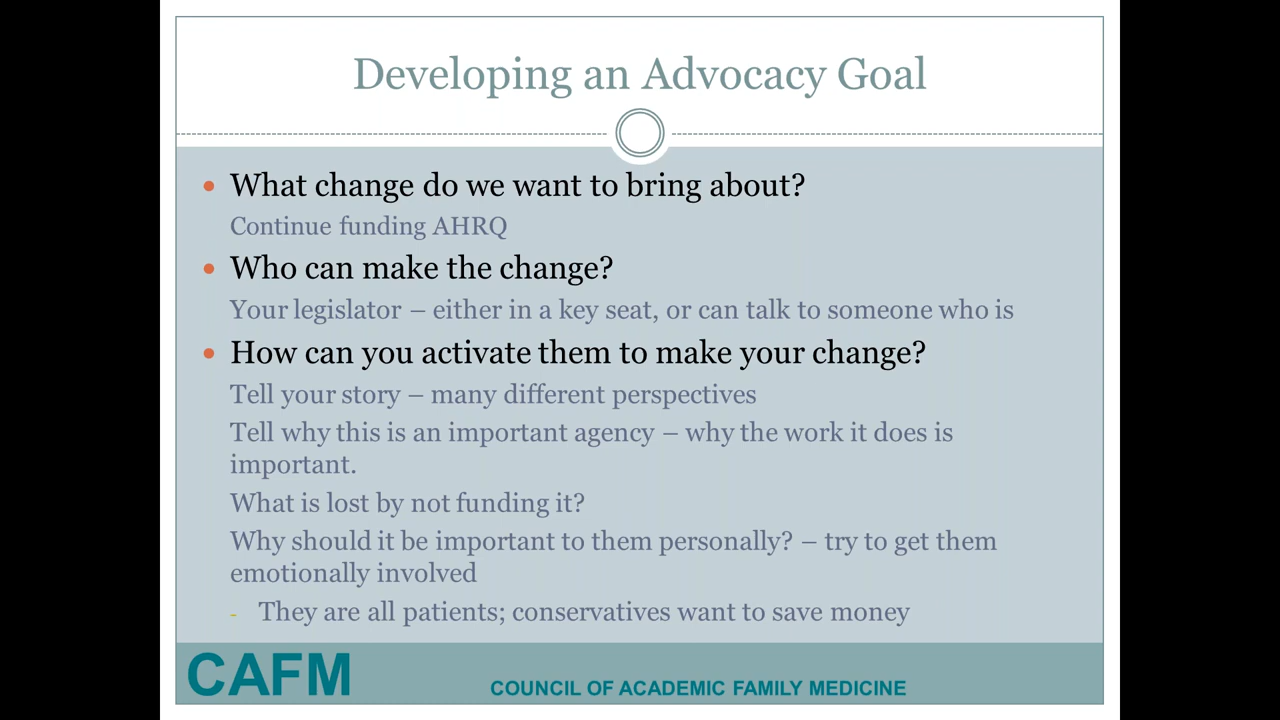 Developing an Advocacy Goal
• What change do we want to bring about?
Continue funding AHRQ
• Who can make the change?
Your legislator – either in a key seat, or can talk to someone who is
• How can you activate them to make your change?
Tell your story – many different perspectives
Tell why this is an important agency – why the work it does is
important.
What is lost by not funding it?
Why should it be important to them personally? – try to get them
emotionally involved
- They are all patients; conservatives want to save money
CAFM
COUNCIL OF ACADEMIC FAMILY MEDICINE